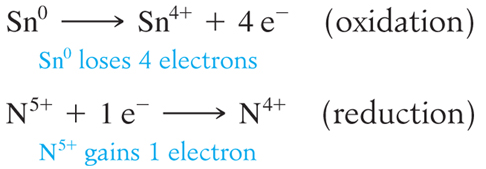 Sn⁰ ⟶ Sn⁴⁺ + 4 e⁻ (oxidation)
Sn⁰ loses 4 electrons
N⁵⁺ + 1 e⁻ ⟶ N⁴⁺ (reduction)
N⁵⁺ gains 1 electron